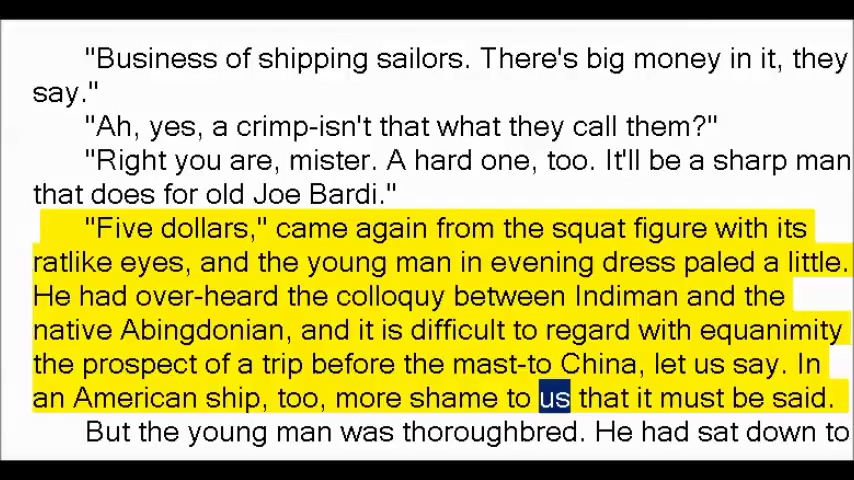 "Business of shipping sailors. There's big money in it, they
say."
"Ah, yes, a crimp-isn't that what they call them?"
"Right you are, mister. A hard one, too. It'll be a sharp man
that does for old Joe Bardi."
"Five dollars," came again from the squat figure with its
ratlike eyes, and the young man in evening dress paled a little.
He had over-heard the colloquy between Indiman and the
native Abingdonian, and it is difficult to regard with equanimity
the prospect of a trip before the mast-to China, let us say. In
an American ship, too, more shame to us that it must be said.
But the young man was thoroughbred. He had sat down to